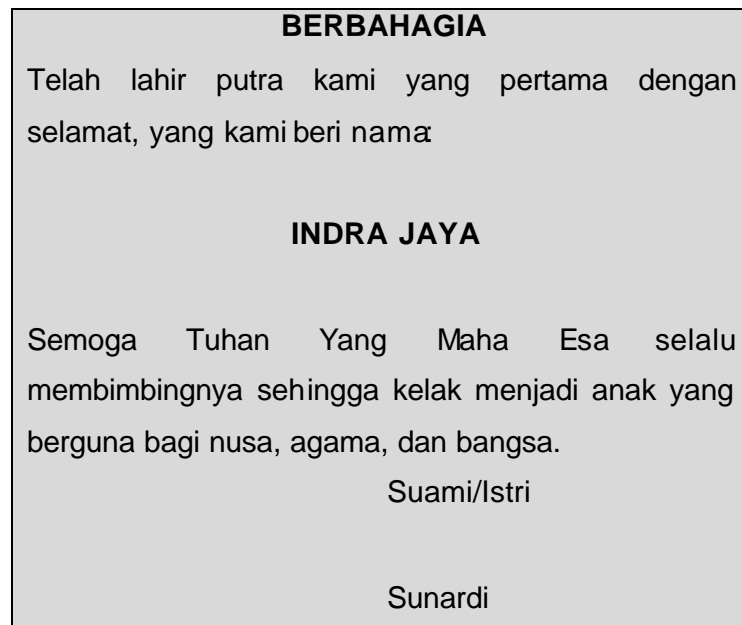 BERBAHAGIA
Telah lahir putra kami yang pertama dengan
selamat, yang kami beri nama:
INDRA JAYA
Semoga Tuhan Yang Maha Esa selalu
membimbingnya sehingga kelak menjadi anak yang
berguna bagi nusa, agama, dan bangsa.
Suami/Istri
Sunardi